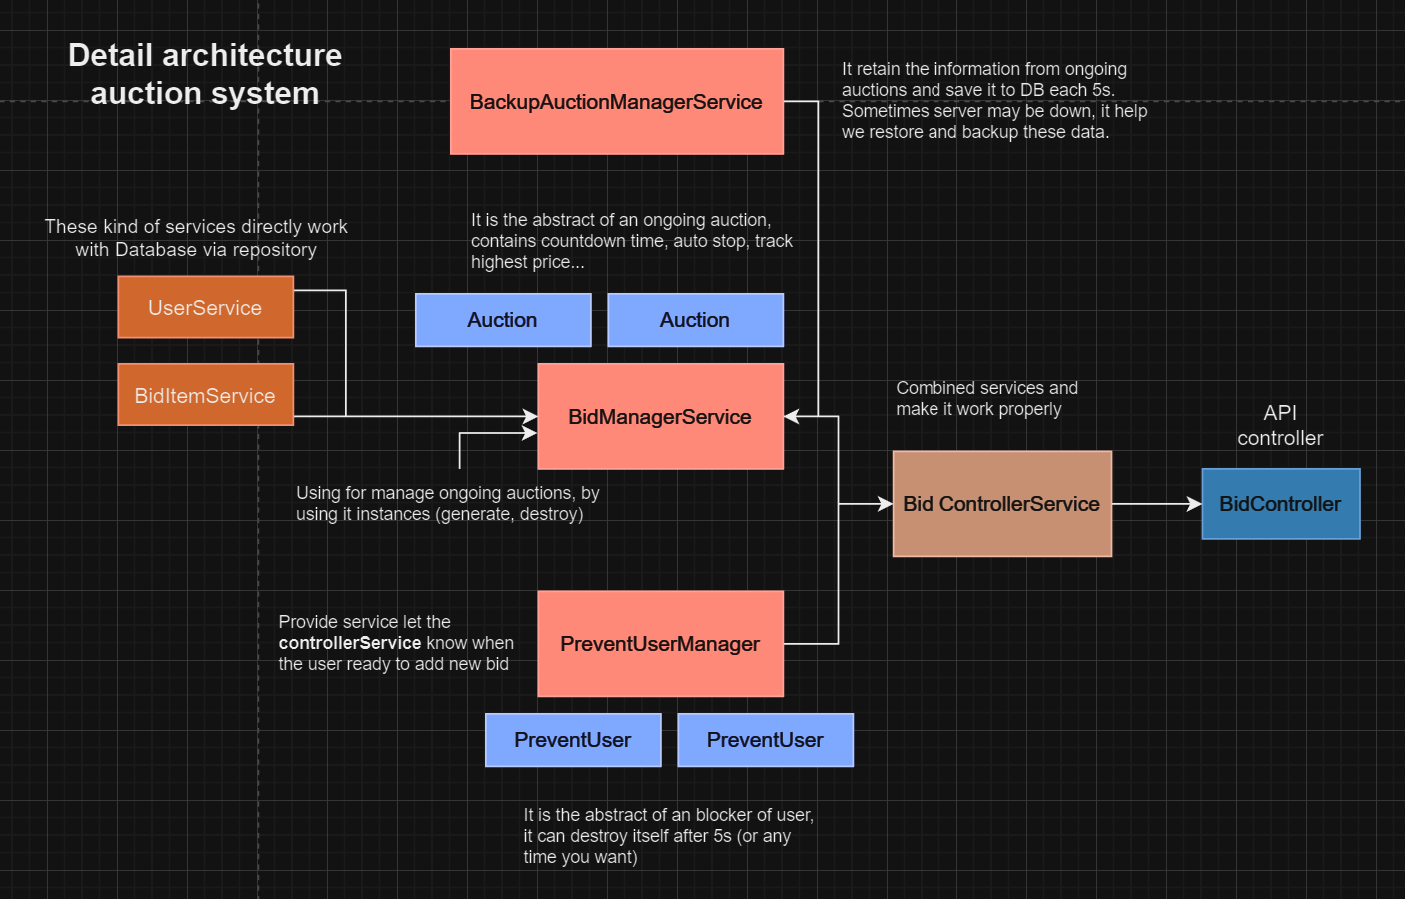 Detail architecture
auction system
BackupAuctionManagerService
It retain the information from ongoing
auctions and save it to DB each 5s.
Sometimes server may be down, it help
we restore and backup these data.
These kind of services directly work
with Database via repository
It is the abstract of an ongoing auction,
contains countdown time, auto stop, track
highest price...
UserService
Auction
Auction
BidItemService
BidManagerService
Combined services and
make it work properly
API
controller
Using for manage ongoing auctions, by
using it instances (generate, destroy)
Bid ControllerService
BidController
Provide service let the
controllerService know when
the user ready to add new bid
PreventUserManager
PreventUser
PreventUser
It is the abstract of an blocker of user,
it can destroy itself after 5s (or any
time you want)